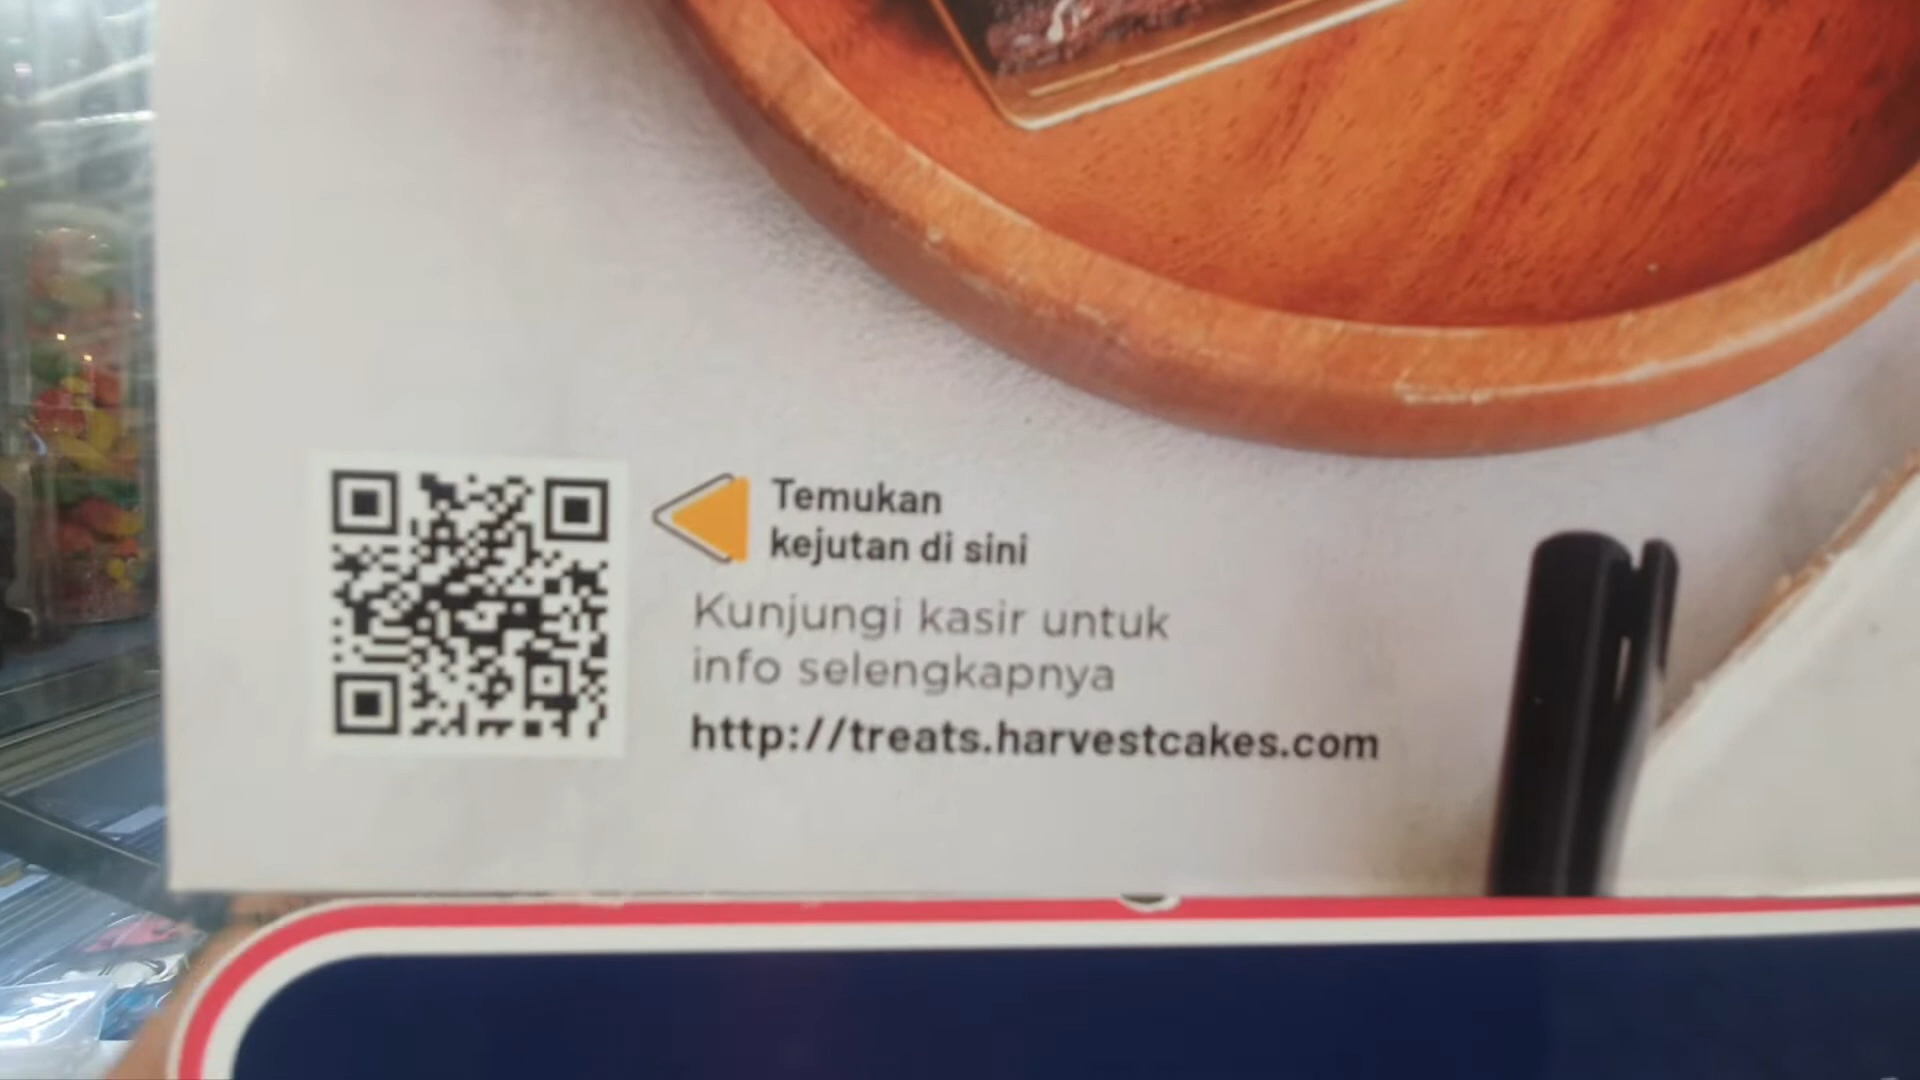 Temukan
kejutan di sini
Kunjungi kasir untuk
info selengkapnya
http://treats.harvestcakes.com